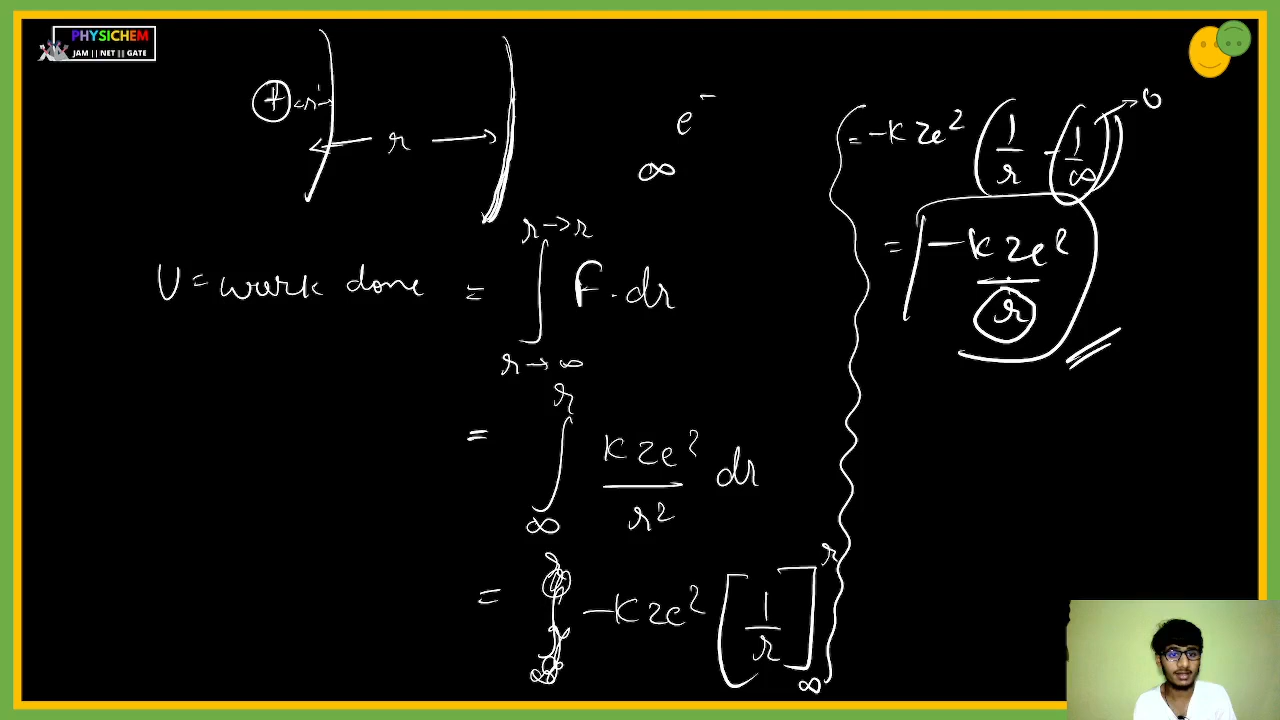 PHYSICHEM
JAM || NET || GATE
+ r
r
e⁻
∞
U = work done = ∫_{r→∞}^{r→r} F · dr
= ∫_{∞}^{r} kze²/r² dr
= -kze² [1/r]_{∞}^{r}
= -kze² (1/r - (1/∞)) → 0
= -kze²/r